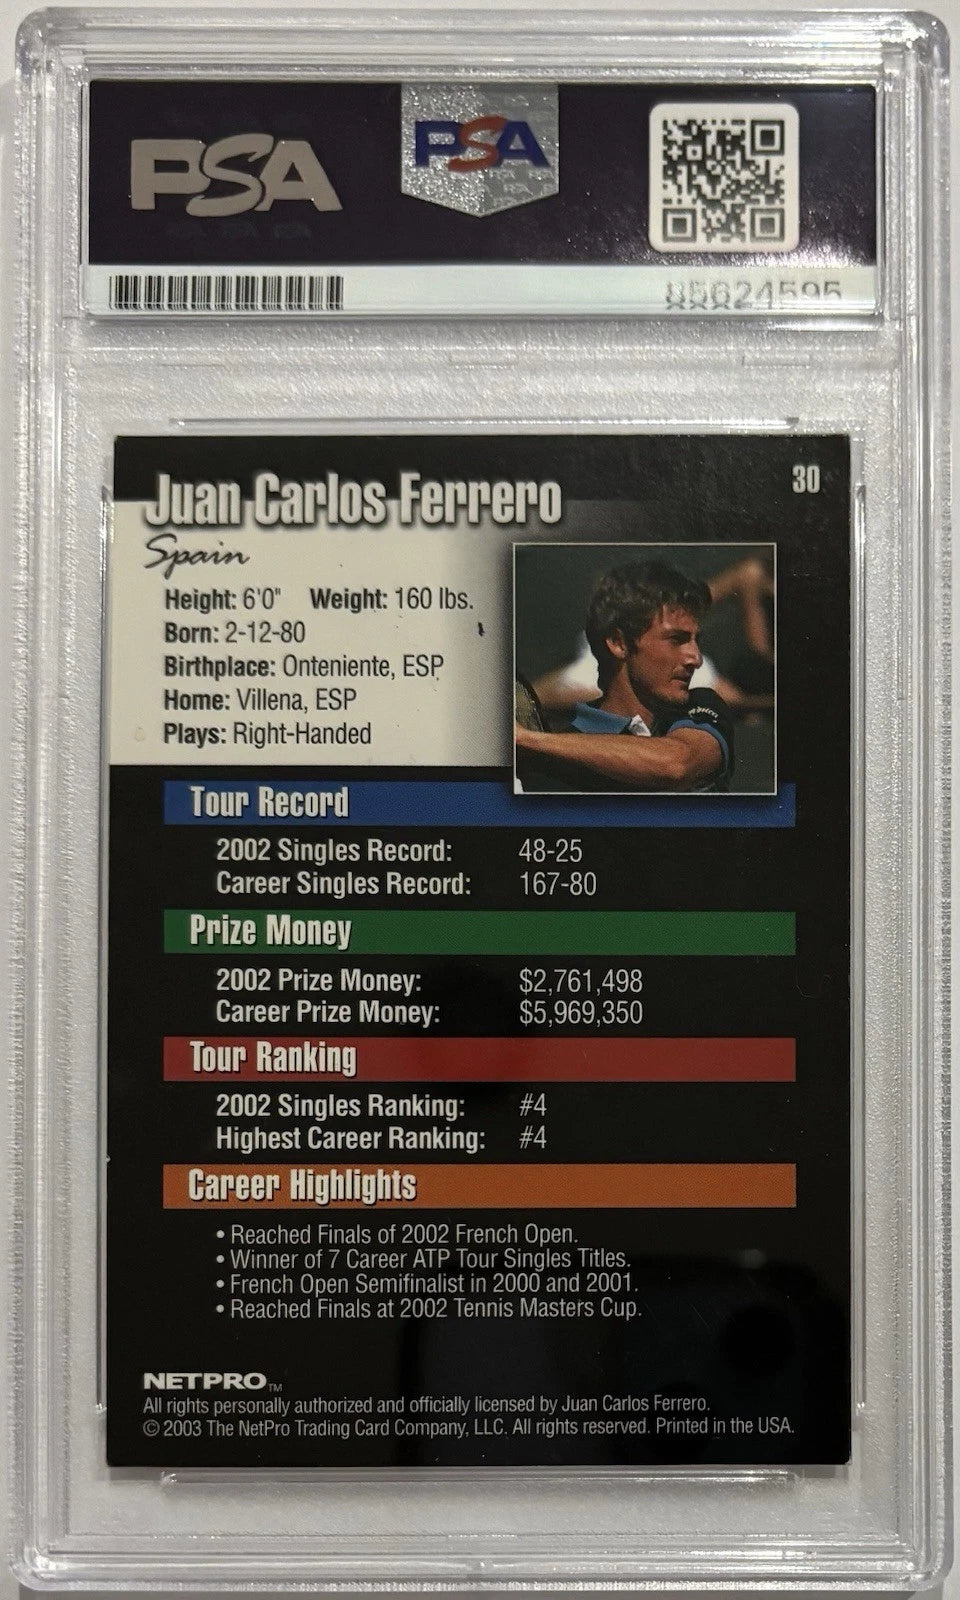 PSA PSA
85624595
Juan Carlos Ferrero 30
Spain
Height: 6'0" Weight: 160 lbs.
Born: 2-12-80
Birthplace: Onteniente, ESP
Home: Villena, ESP
Plays: Right-Handed
Tour Record
2002 Singles Record: 48-25
Career Singles Record: 167-80
Prize Money
2002 Prize Money: $2,761,498
Career Prize Money: $5,969,350
Tour Ranking
2002 Singles Ranking: #4
Highest Career Ranking: #4
Career Highlights
• Reached Finals of 2002 French Open.
• Winner of 7 Career ATP Tour Singles Titles.
• French Open Semifinalist in 2000 and 2001.
• Reached Finals at 2002 Tennis Masters Cup.
NETPRO™
All rights personally authorized and officially licensed by Juan Carlos Ferrero.
© 2003 The NetPro Trading Card Company, LLC. All rights reserved. Printed in the USA.